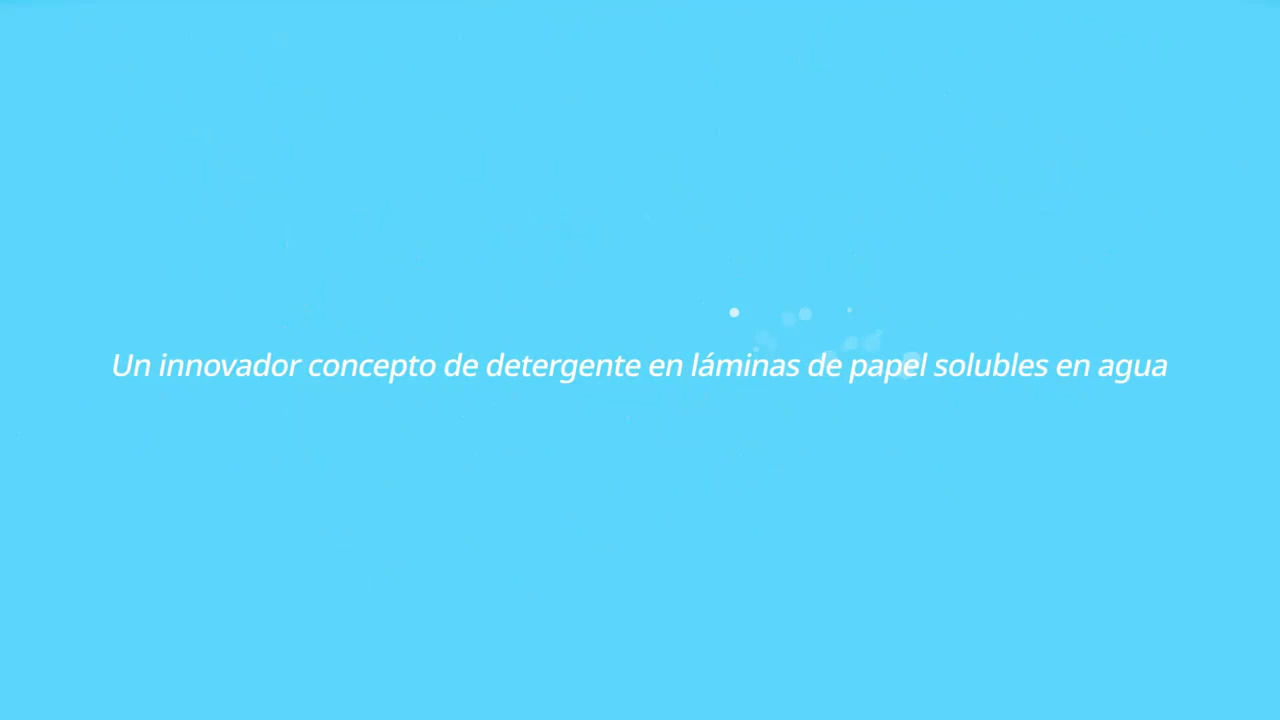 Un innovador concepto de detergente en láminas de papel solubles en agua